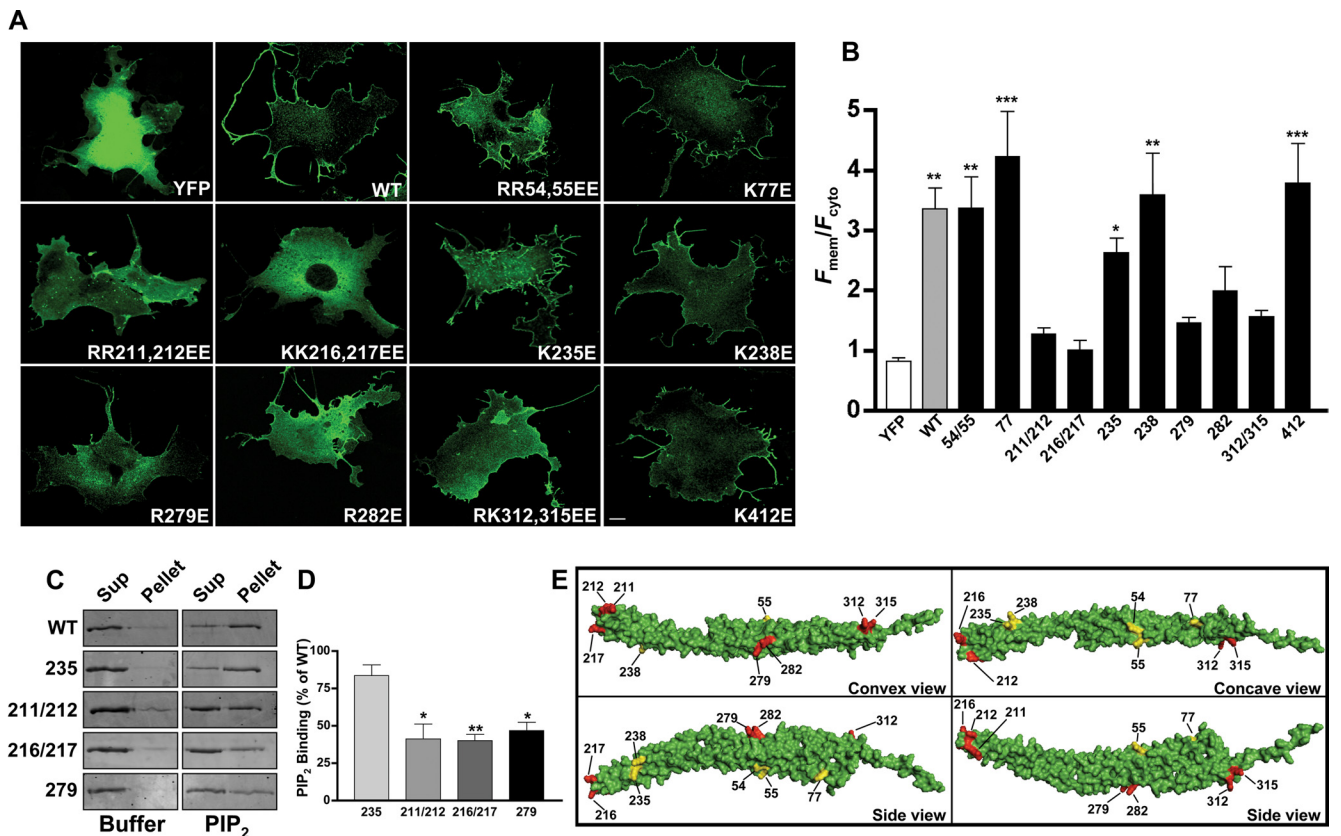 A
YFP
WT
RR54,55EE
K77E
RR211,212EE
KK216,217EE
K235E
K238E
R279E
R282E
RK312,315EE
K412E
B
Fmem/Fcyto
5
4
3
2
1
0
**
**
***
*
**
***
YFP
WT
54/55
77
211/212
216/217
235
238
279
282
312/315
412
C
Sup
Pellet
Sup
Pellet
WT
235
211/212
216/217
279
Buffer
PIP2
D
PIP2 Binding (% of WT)
100
75
50
25
0
*
**
*
235
211/212
216/217
279
E
212
211
217
238
55
279
282
312
315
Convex view
216
235
238
212
54
55
77
312
315
Concave view
217
216
238
235
279
282
54
55
77
312
Side view
216
212
211
55
77
279
282
312
315
Side view